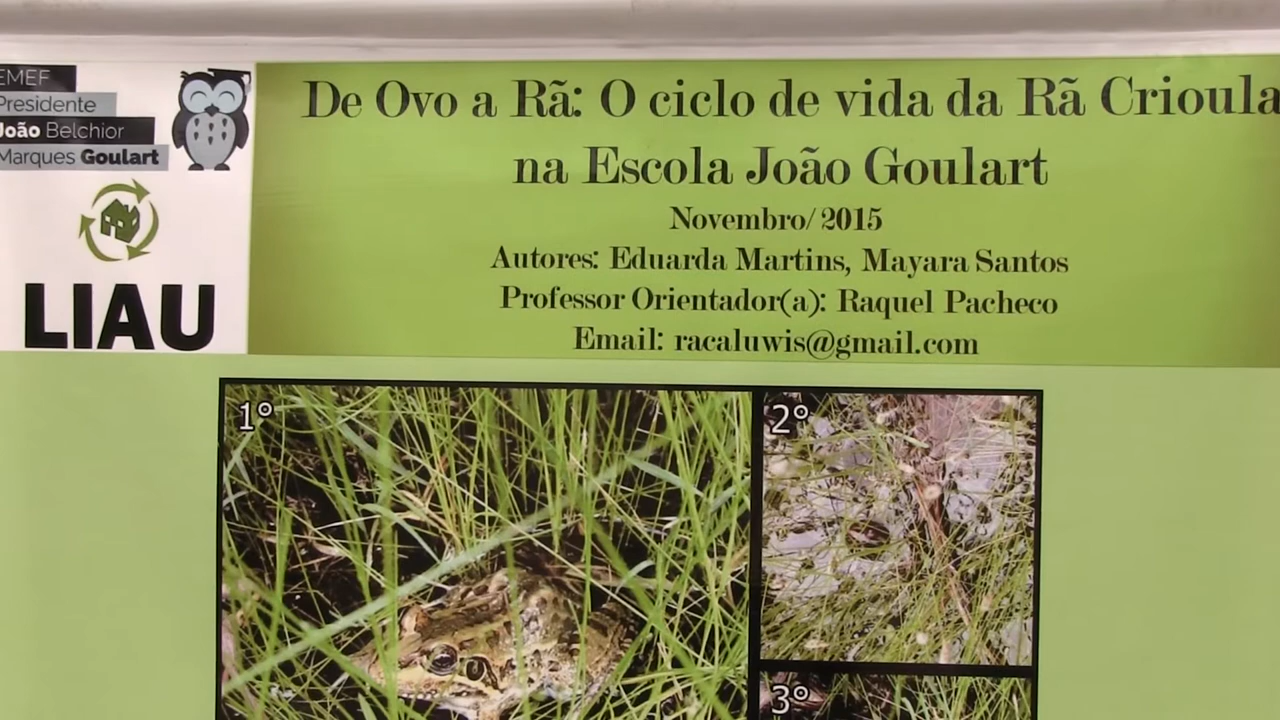 EMEF
Presidente
João Belchior
Marques Goulart
LIAU
De Ovo a Rã: O ciclo de vida da Rã Crioula
na Escola João Goulart
Novembro/ 2015
Autores: Eduarda Martins, Mayara Santos
Professor Orientador(a): Raquel Pacheco
Email: racaluwis@gmail.com
1°
2°
3°